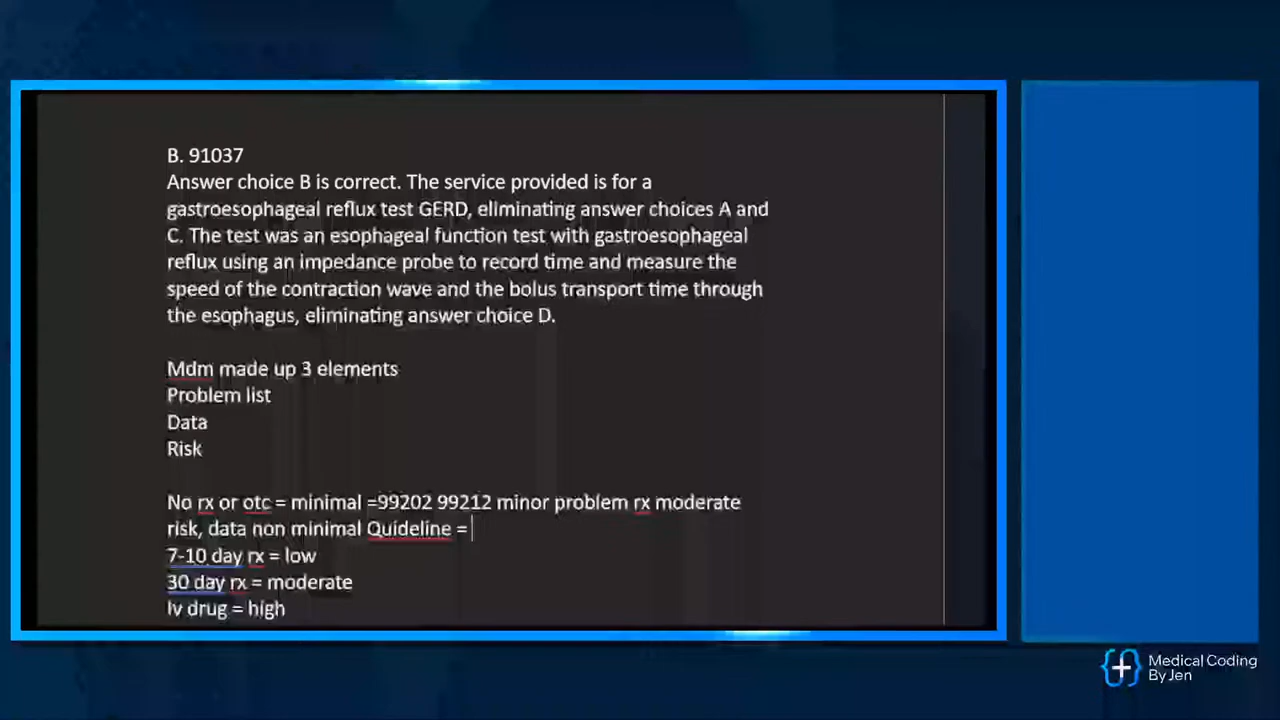 B. 91037
Answer choice B is correct. The service provided is for a
gastroesophageal reflux test GERD, eliminating answer choices A and
C. The test was an esophageal function test with gastroesophageal
reflux using an impedance probe to record time and measure the
speed of the contraction wave and the bolus transport time through
the esophagus, eliminating answer choice D.
Mdm made up 3 elements
Problem list
Data
Risk
No rx or otc = minimal =99202 99212 minor problem rx moderate
risk, data non minimal Quideline =
7-10 day rx = low
30 day rx = moderate
Iv drug = high
Medical Coding
By Jen